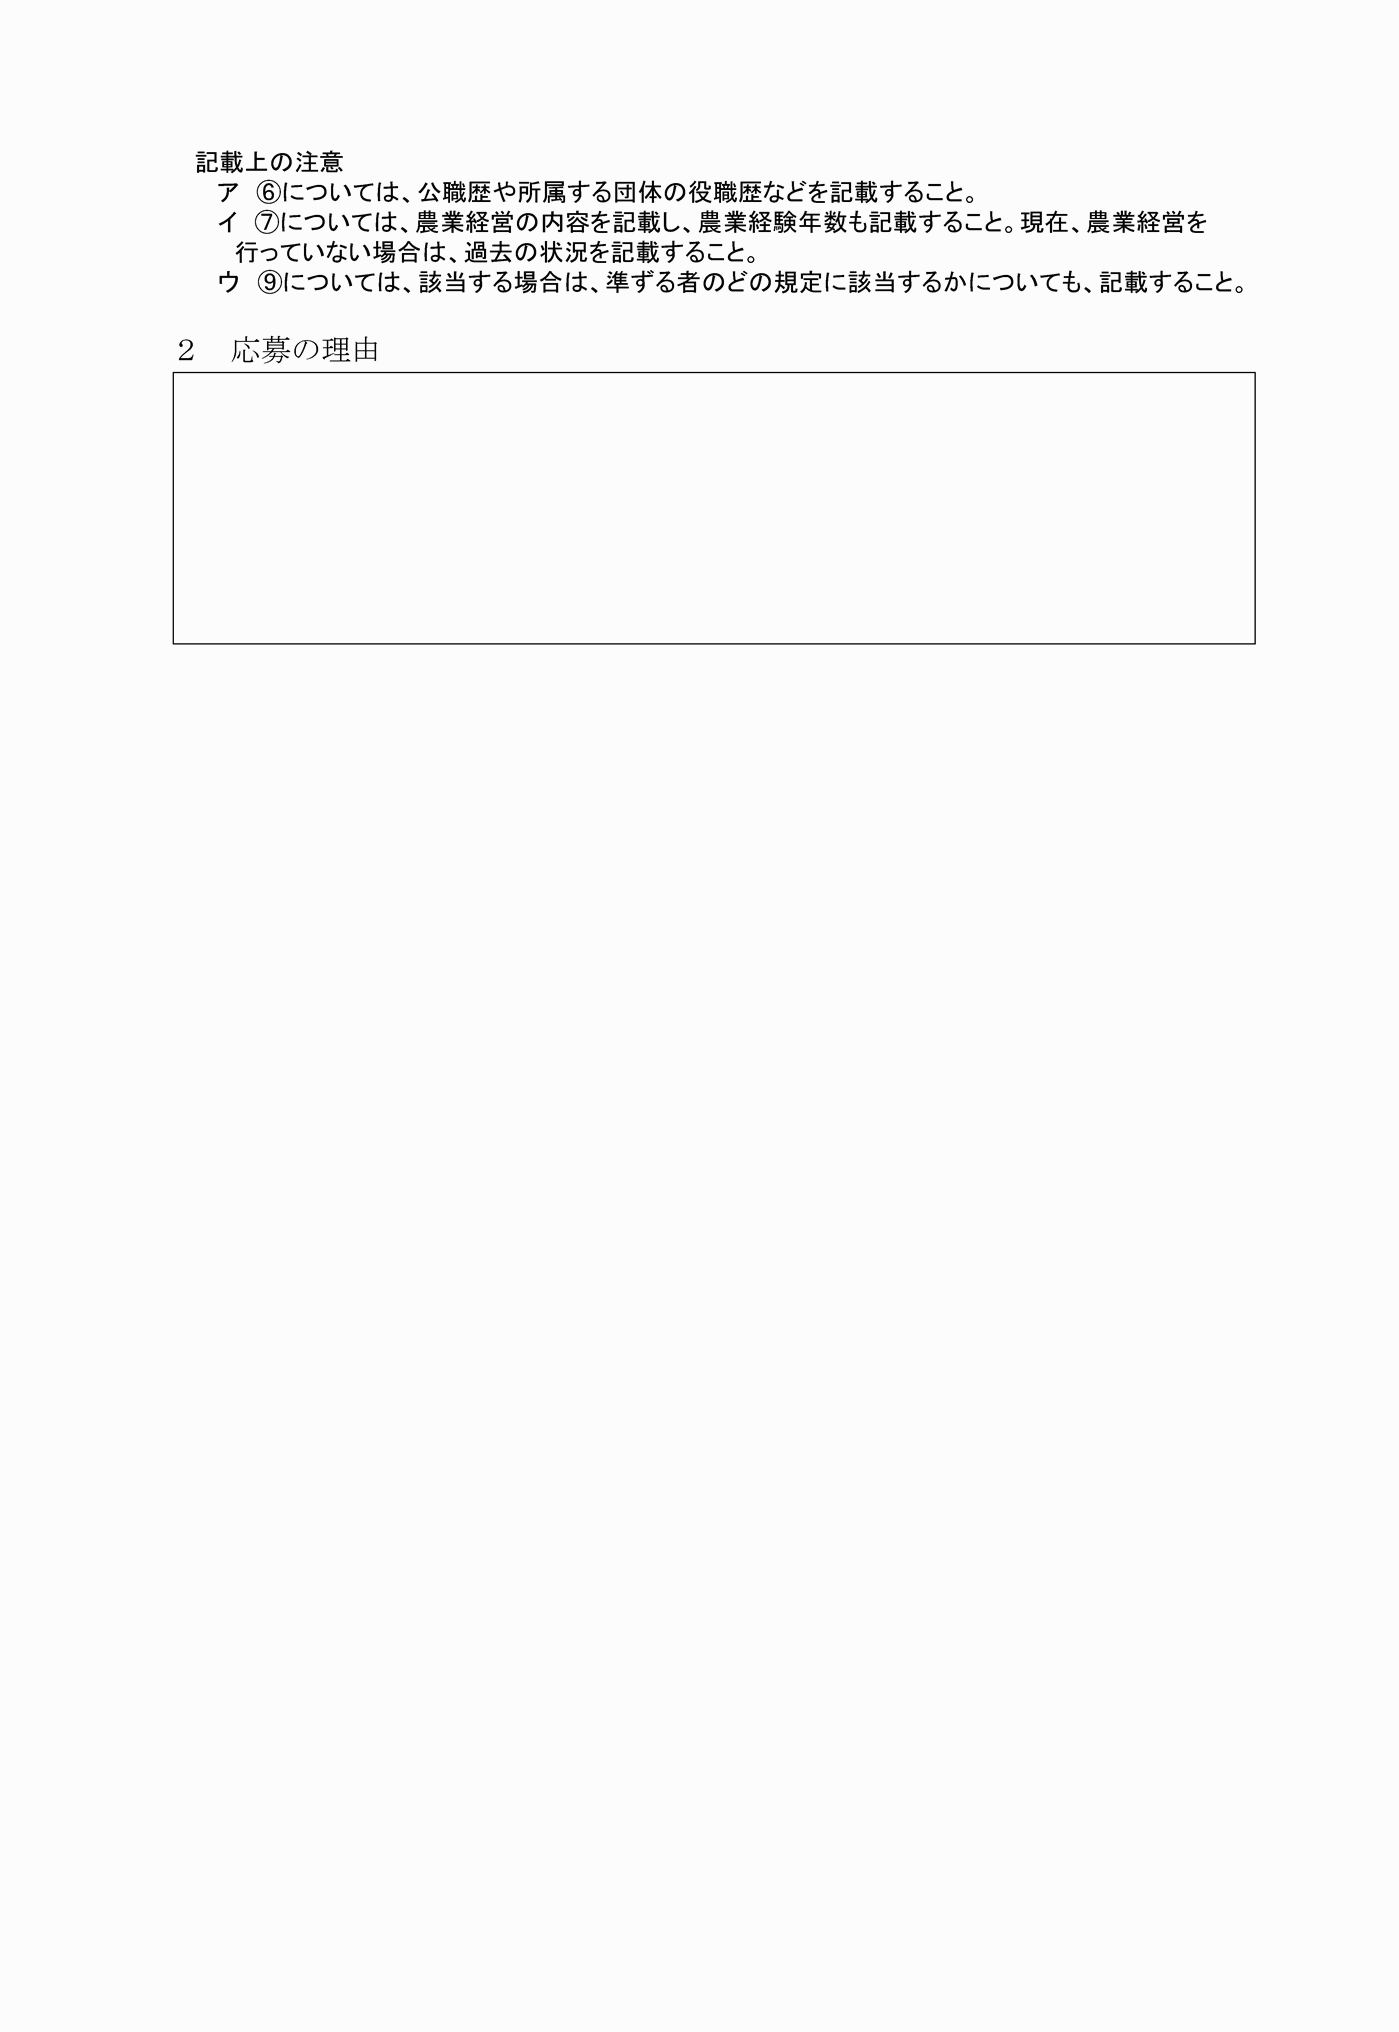 記載上の注意
ア ⑥については、公職歴や所属する団体の役職歴などを記載すること。
イ ⑦については、農業経営の内容を記載し、農業経験年数も記載すること。現在、農業経営を
行っていない場合は、過去の状況を記載すること。
ウ ⑨については、該当する場合は、準ずる者のどの規定に該当するかについても、記載すること。
２　応募の理由